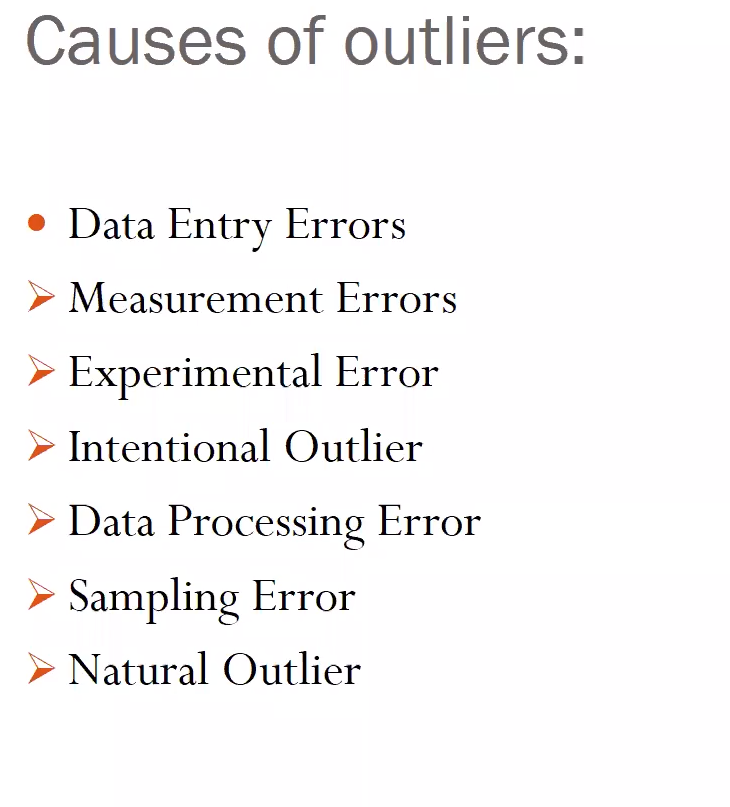 Causes of outliers:
Data Entry Errors
Measurement Errors
Experimental Error
Intentional Outlier
Data Processing Error
Sampling Error
Natural Outlier